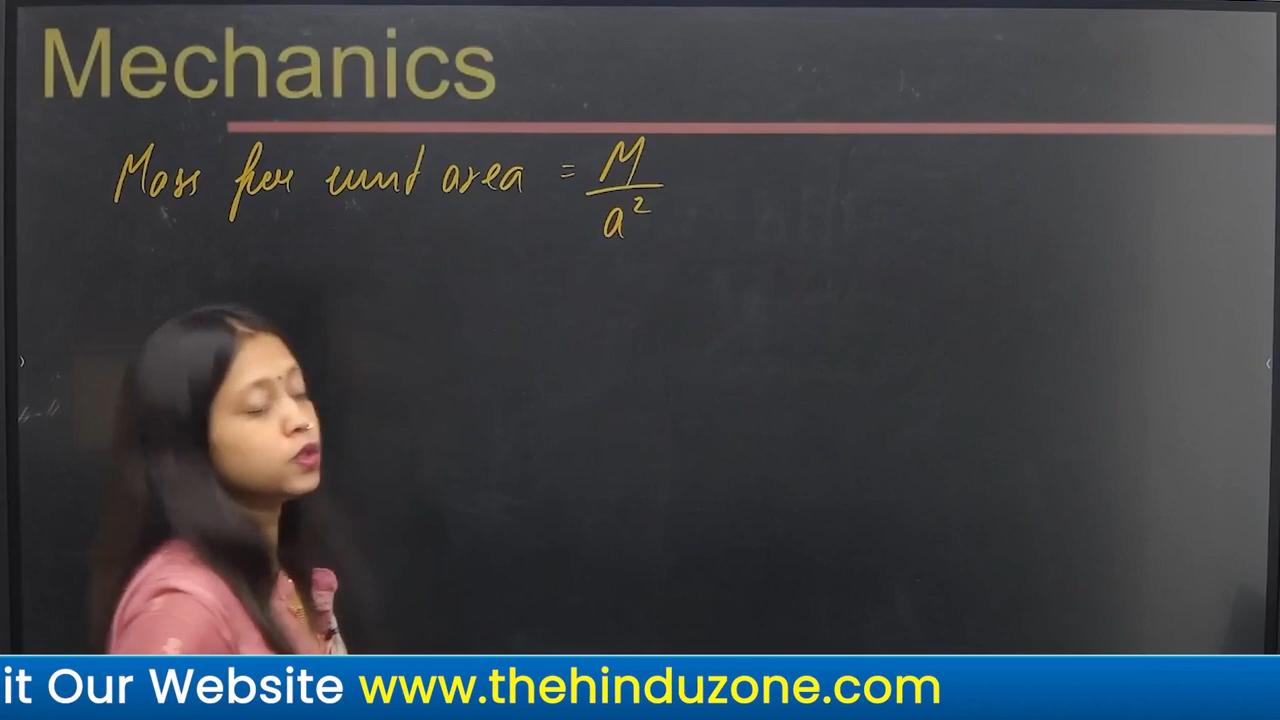 Mechanics
Mass per unit area = M/a²
it Our Website www.thehinduzone.com